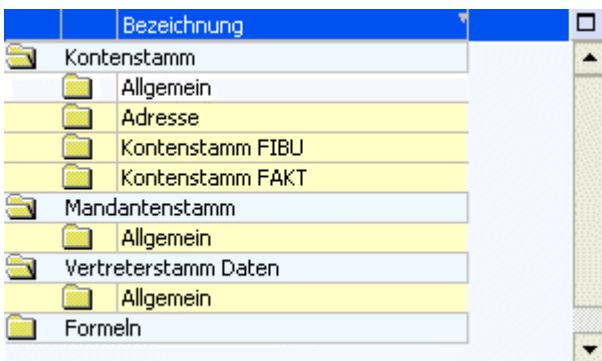 Bezeichnung
Kontenstamm
Allgemein
Adresse
Kontenstamm FIBU
Kontenstamm FAKT
Mandantenstamm
Allgemein
Vertreterstamm Daten
Allgemein
Formeln